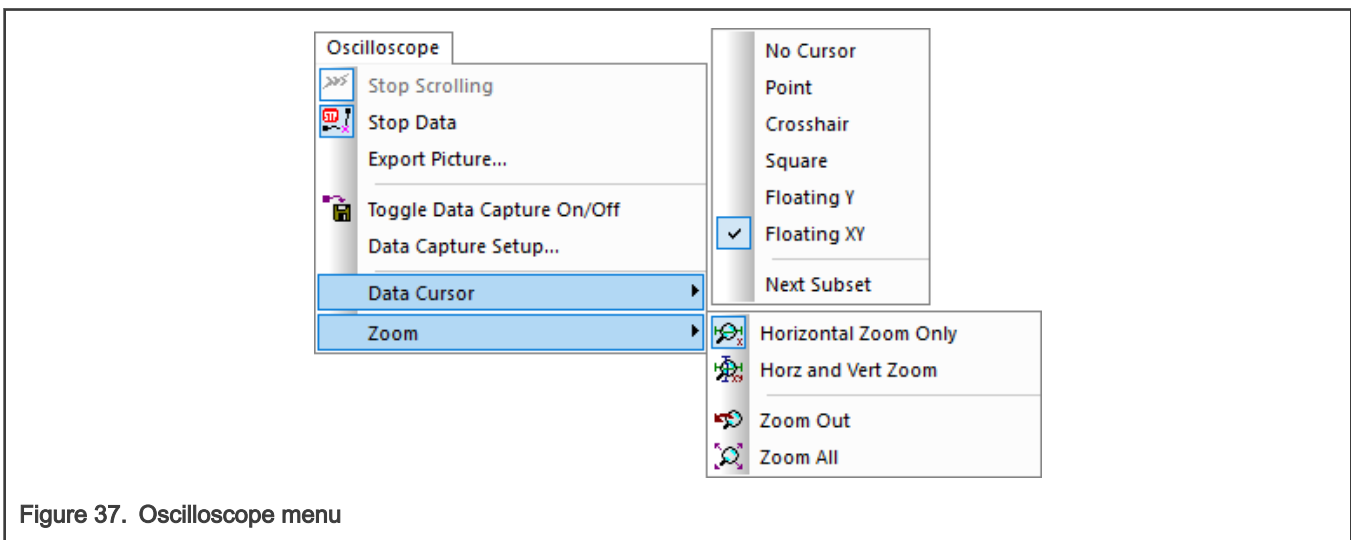 Oscilloscope
Stop Scrolling
Stop Data
Export Picture...
Toggle Data Capture On/Off
Data Capture Setup...
Data Cursor
Zoom
No Cursor
Point
Crosshair
Square
Floating Y
Floating XY
Next Subset
Horizontal Zoom Only
Horz and Vert Zoom
Zoom Out
Zoom All
Figure 37. Oscilloscope menu